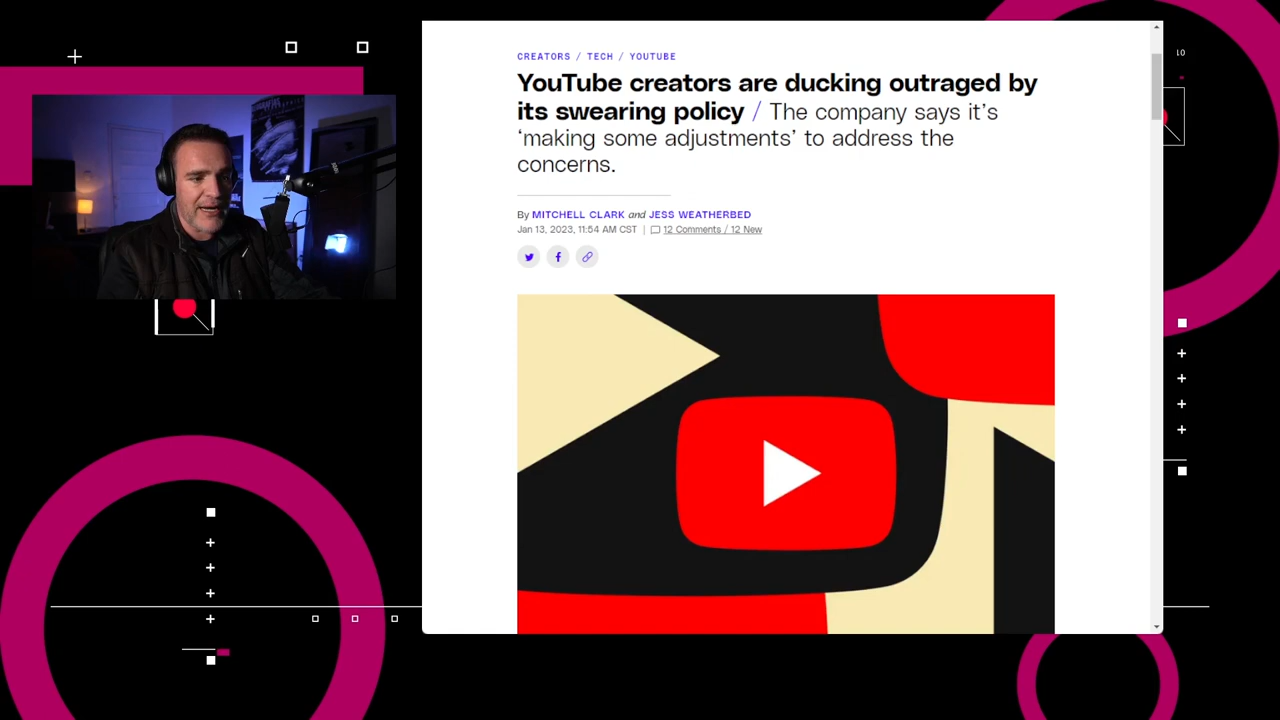 CREATORS / TECH / YOUTUBE
YouTube creators are ducking outraged by
its swearing policy / The company says it’s
‘making some adjustments’ to address the
concerns.
By MITCHELL CLARK and JESS WEATHERBED
Jan 13, 2023, 11:54 AM CST | 12 Comments / 12 New